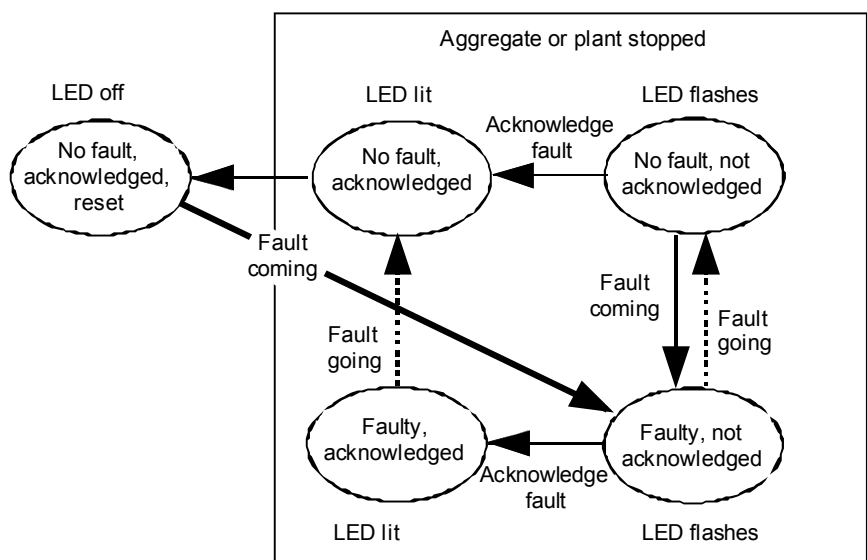 Aggregate or plant stopped
LED off
LED lit
LED flashes
No fault,
acknowledged,
reset
No fault,
acknowledged
Acknowledge
fault
No fault, not
acknowledged
Fault
coming
Fault
coming
Fault
going
Fault
going
Faulty,
acknowledged
Acknowledge
fault
Faulty, not
acknowledged
LED lit
LED flashes